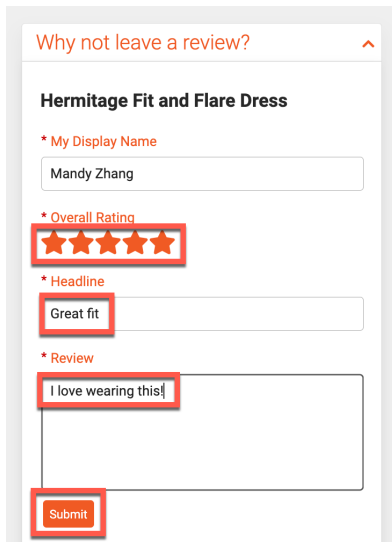 Why not leave a review?
Hermitage Fit and Flare Dress
* My Display Name
Mandy Zhang
* Overall Rating
* Headline
Great fit
* Review
I love wearing this!
Submit